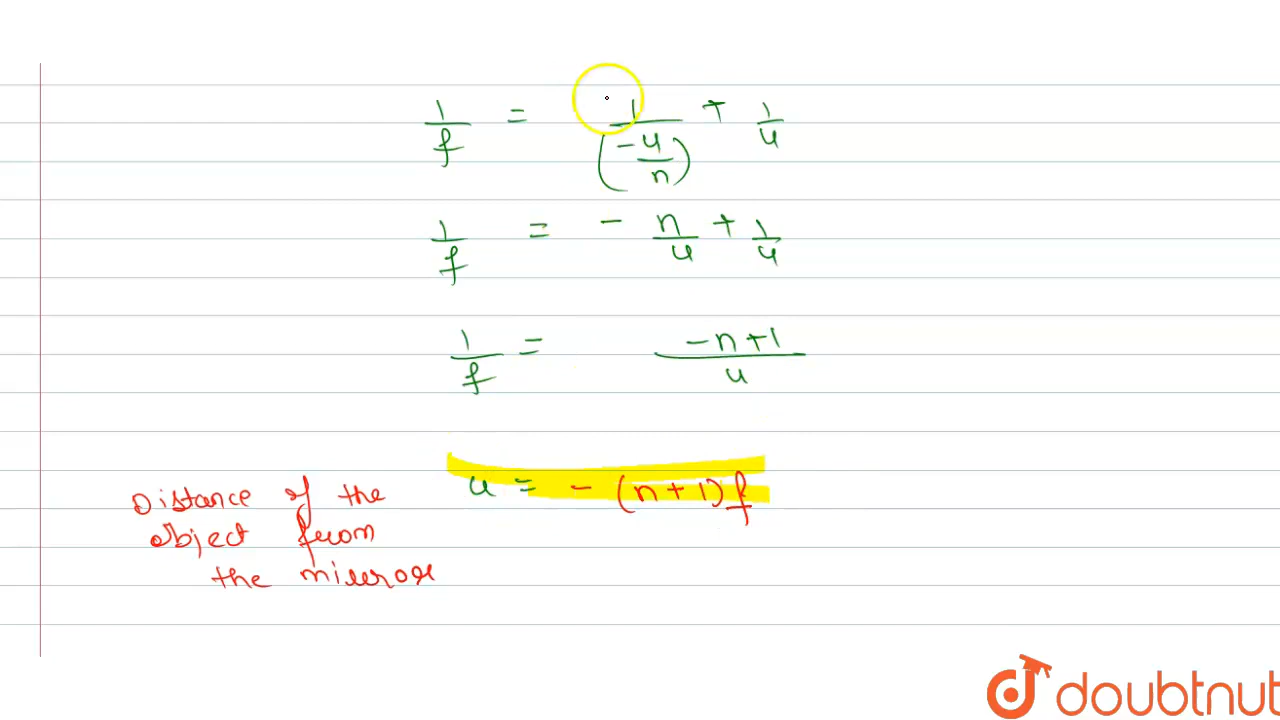 1/f = 1/(-u/n) + 1/u
1/f = - n/u + 1/u
1/f = -n+1/u
u = - (n+1)f
Distance of the
object from
the mirror
doubtnut